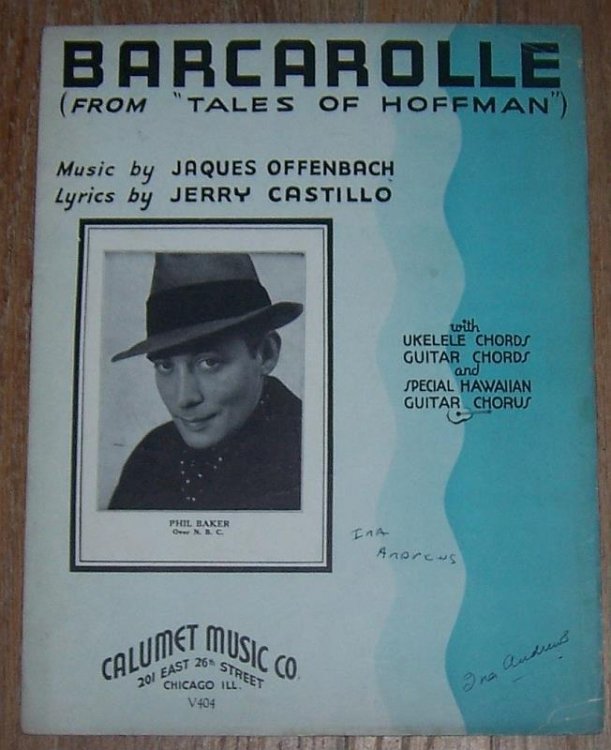 BARCAROLLE
(FROM "TALES OF HOFFMAN")
Music by JAQUES OFFENBACH
Lyrics by JERRY CASTILLO
with
UKELELE CHORDS
GUITAR CHORDS
and
SPECIAL HAWAIIAN
GUITAR CHORUS
PHIL BAKER
Over N. B. C.
Ina
Andrews
CALUMET MUSIC CO.
201 EAST 26th STREET
CHICAGO ILL.
V404
Ina Andrews